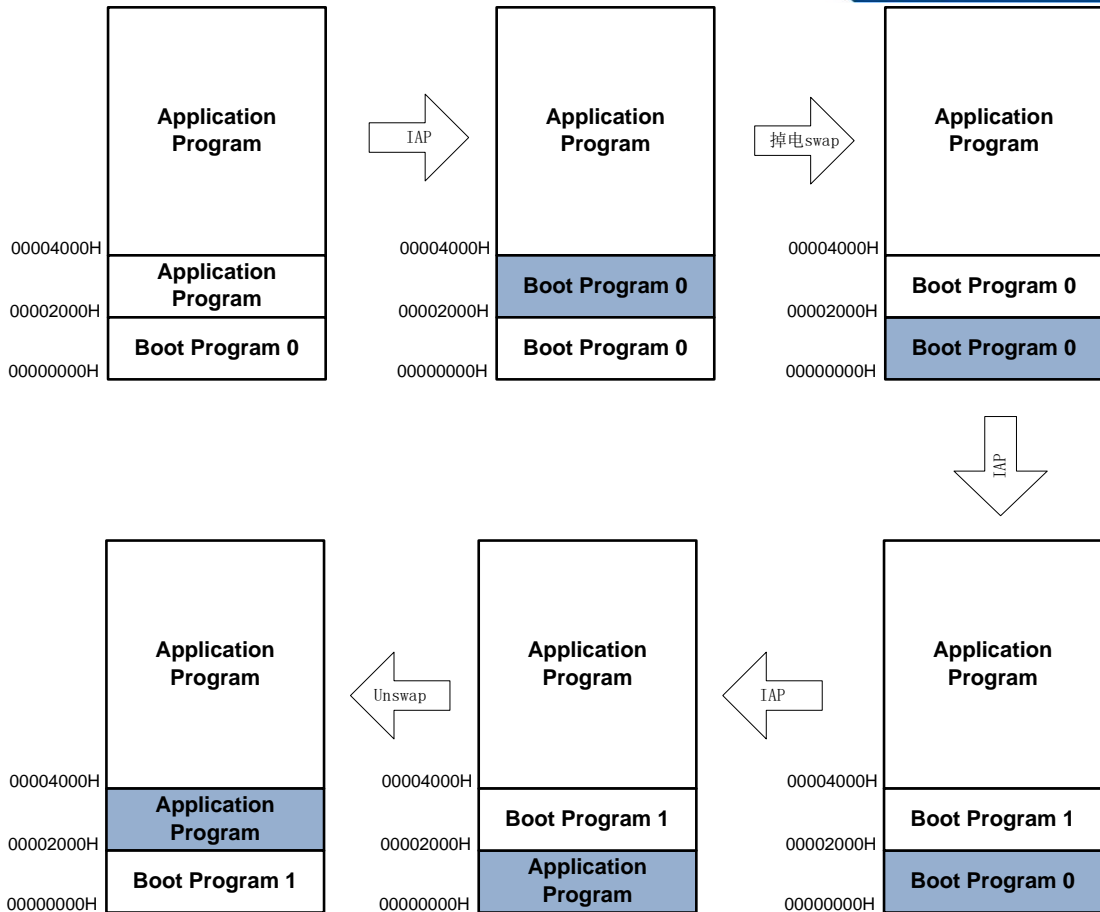 Application
Program
00004000H
Application
Program
00002000H
Boot Program 0
00000000H
IAP
Application
Program
00004000H
Boot Program 0
00002000H
Boot Program 0
00000000H
掉电swap
Application
Program
00004000H
Boot Program 0
00002000H
Boot Program 0
00000000H
IAP
Application
Program
00004000H
Application
Program
00002000H
Boot Program 1
00000000H
Unswap
Application
Program
00004000H
Boot Program 1
00002000H
Application
Program
00000000H
IAP
Application
Program
00004000H
Boot Program 1
00002000H
Boot Program 0
00000000H